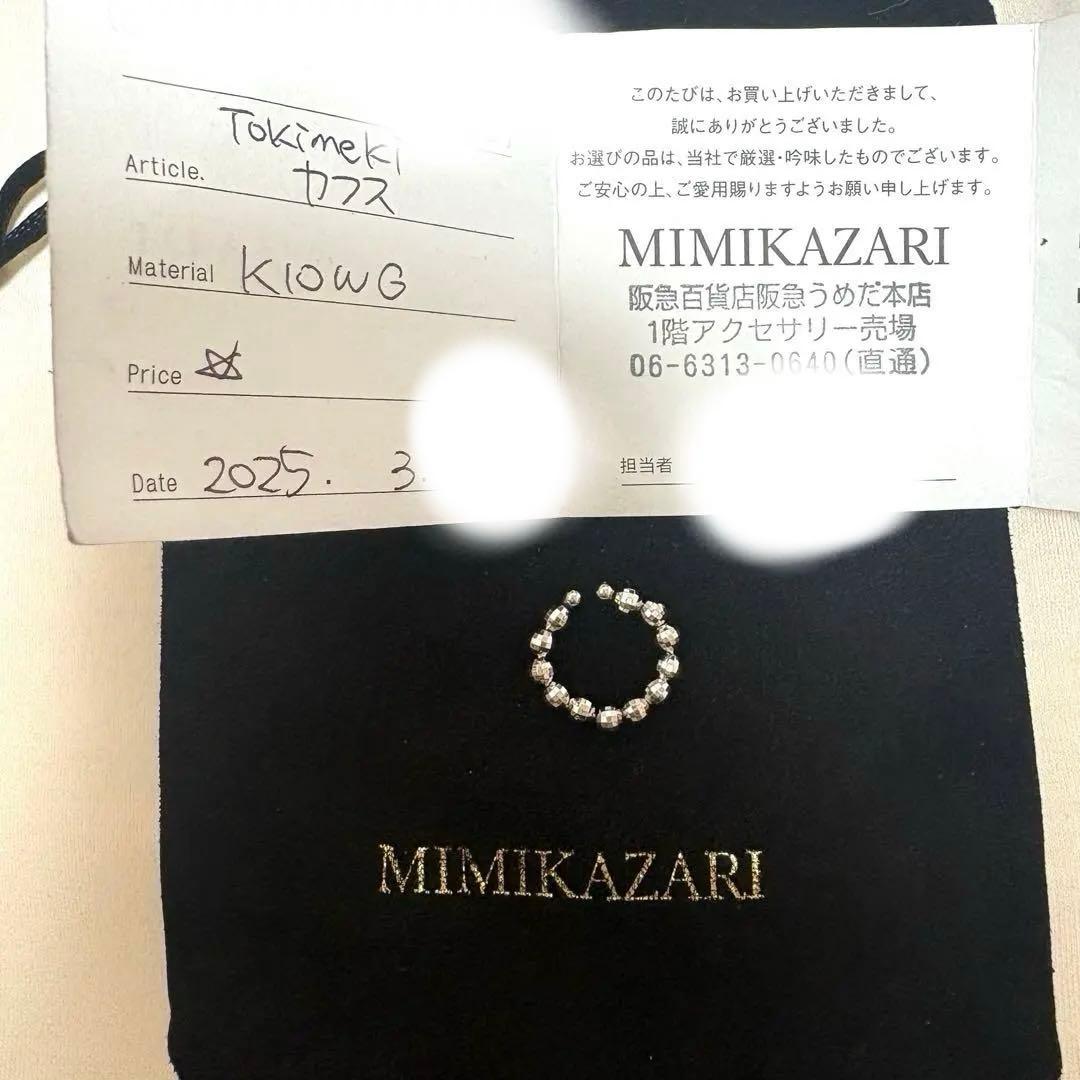 Tokimeki
Article. カフス
Material K10WG
Price ☆
Date 2025. 3.
このたびは、お買い上げいただきまして、
誠にありがとうございました。
お選びの品は、当社で厳選・吟味したものでございます。
ご安心の上、ご愛用賜りますようお願い申し上げます。
MIMIKAZARI
阪急百貨店阪急うめだ本店
1階アクセサリー売場
06-6313-0640(直通)
担当者
MIMIKAZARI